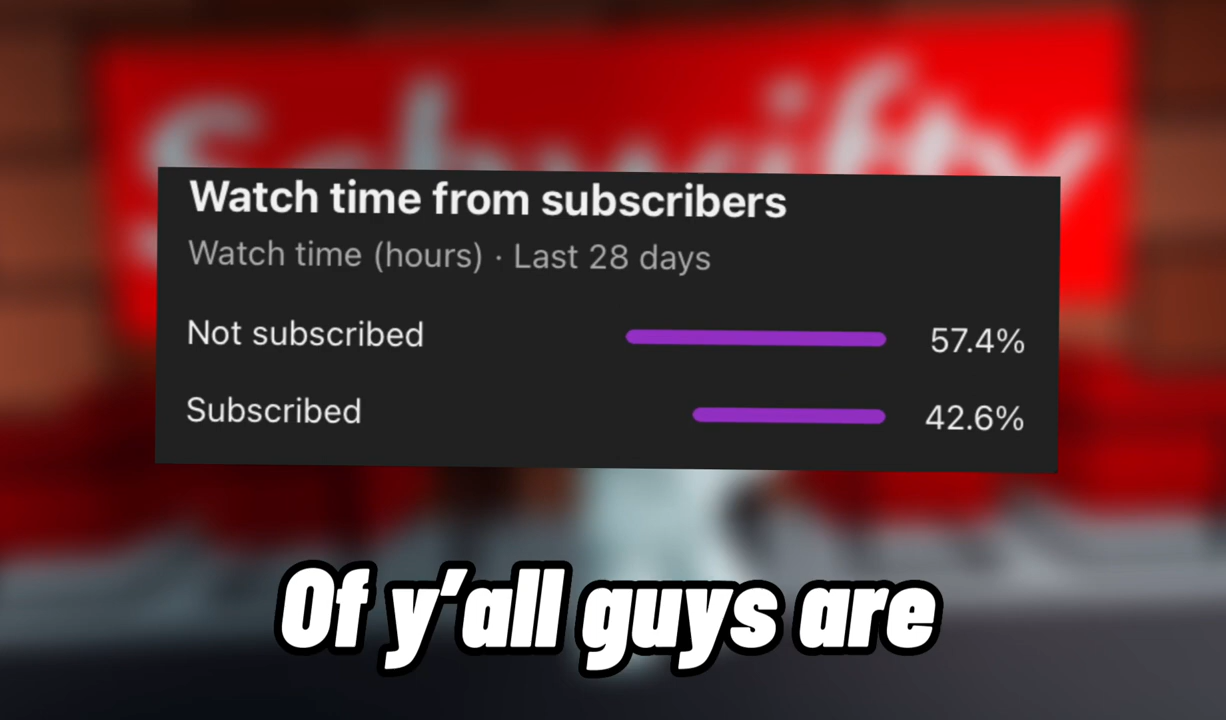 Schwifty
Watch time from subscribers
Watch time (hours) · Last 28 days
Not subscribed 57.4%
Subscribed 42.6%
Of y'all guys are